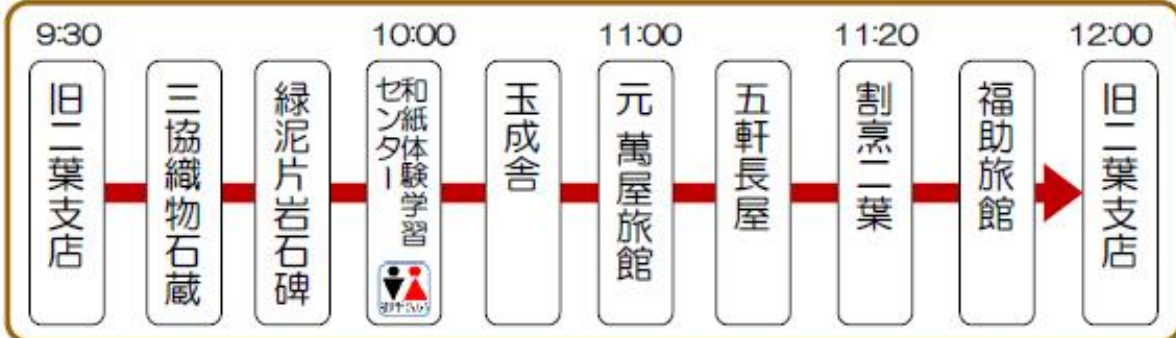 9:30
10:00
11:00
11:20
12:00
旧二葉支店
三協織物石蔵
緑泥片岩石碑
和紙体験学習
センター
玉成舎
元 萬屋旅館
五軒長屋
割烹二葉
福助旅館
旧二葉支店